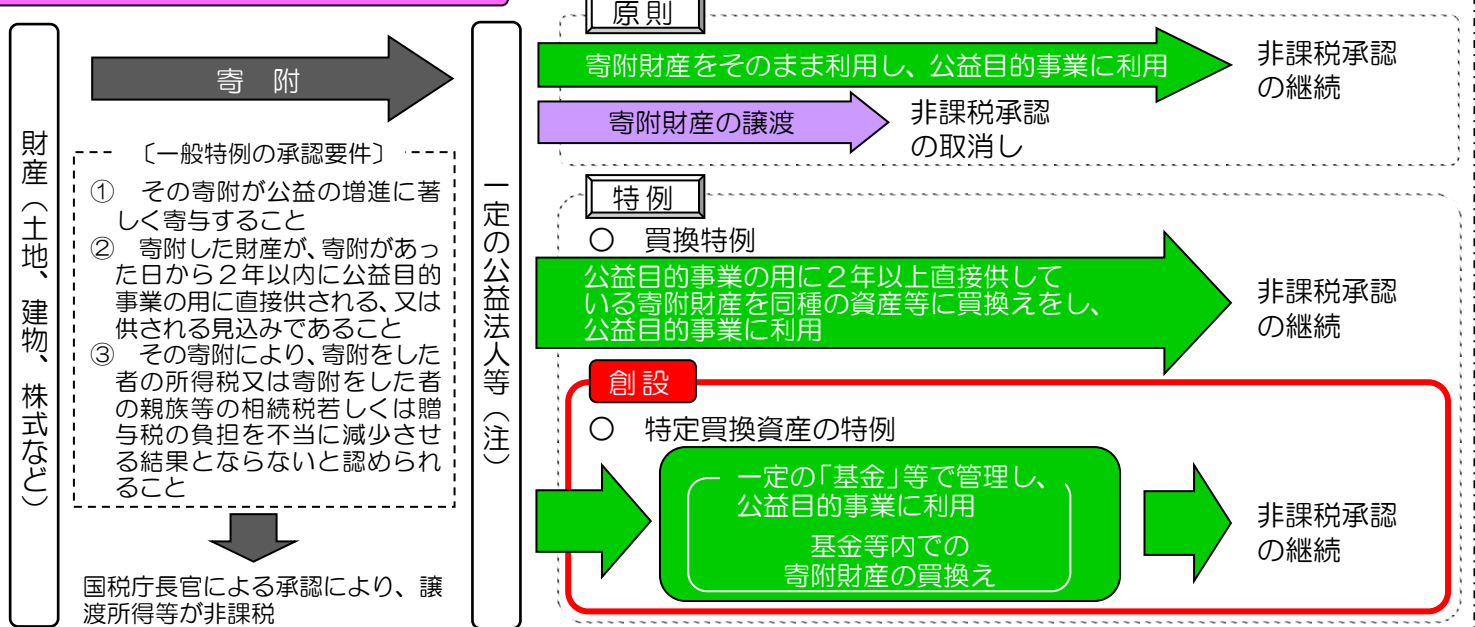 財産（土地、建物、株式など）
寄　附
〔一般特例の承認要件〕
①　その寄附が公益の増進に著
しく寄与すること
②　寄附した財産が、寄附があっ
た日から２年以内に公益目的
事業の用に直接供される、又は
供される見込みであること
③　その寄附により、寄附をした
者の所得税又は寄附をした者
の親族等の相続税若しくは贈
与税の負担を不当に減少させ
る結果とならないと認められ
ること
国税庁長官による承認により、譲
渡所得等が非課税
一定の公益法人等（注）
原則
寄附財産をそのまま利用し、公益目的事業に利用
非課税承認
の継続
寄附財産の譲渡
非課税承認
の取消し
特例
○　買換特例
公益目的事業の用に２年以上直接供して
いる寄附財産を同種の資産等に買換えをし、
公益目的事業に利用
非課税承認
の継続
創設
○　特定買換資産の特例
一定の「基金」等で管理し、
公益目的事業に利用
基金等内での
寄附財産の買換え
非課税承認
の継続